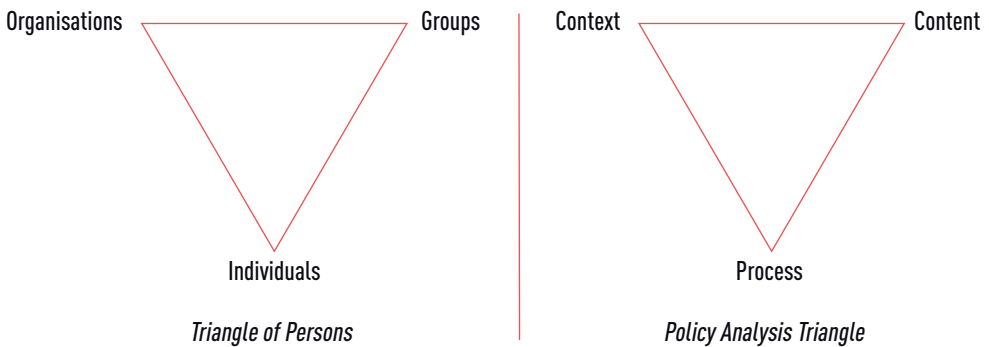 Organisations
Groups
Individuals
Triangle of Persons
Context
Content
Process
Policy Analysis Triangle